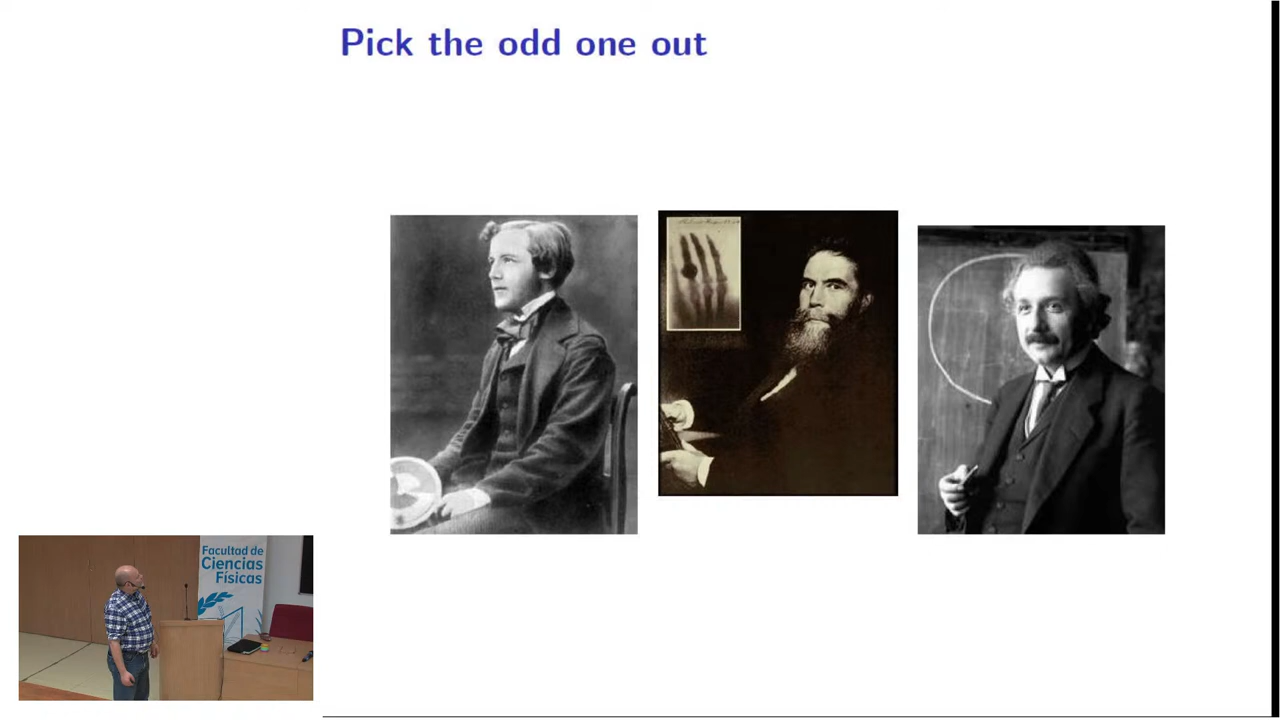 Pick the odd one out
Facultad de
Ciencias
Físicas